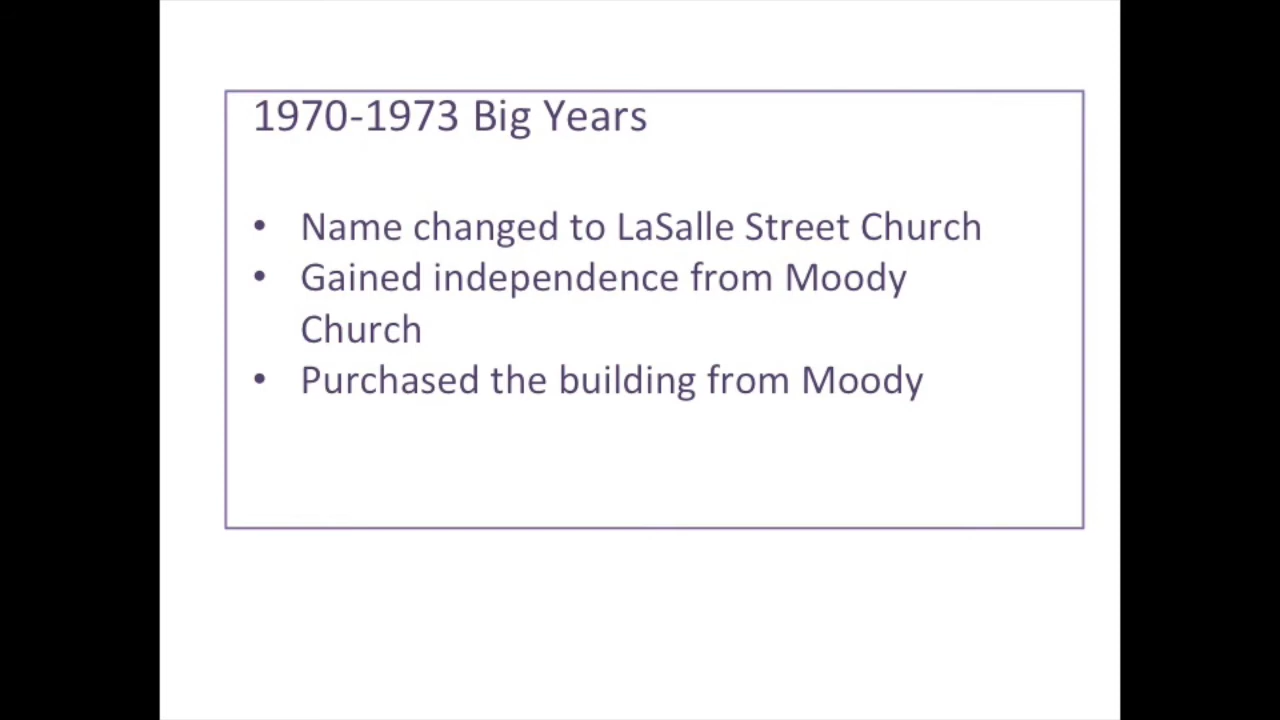 1970-1973 Big Years
• Name changed to LaSalle Street Church
• Gained independence from Moody
Church
• Purchased the building from Moody